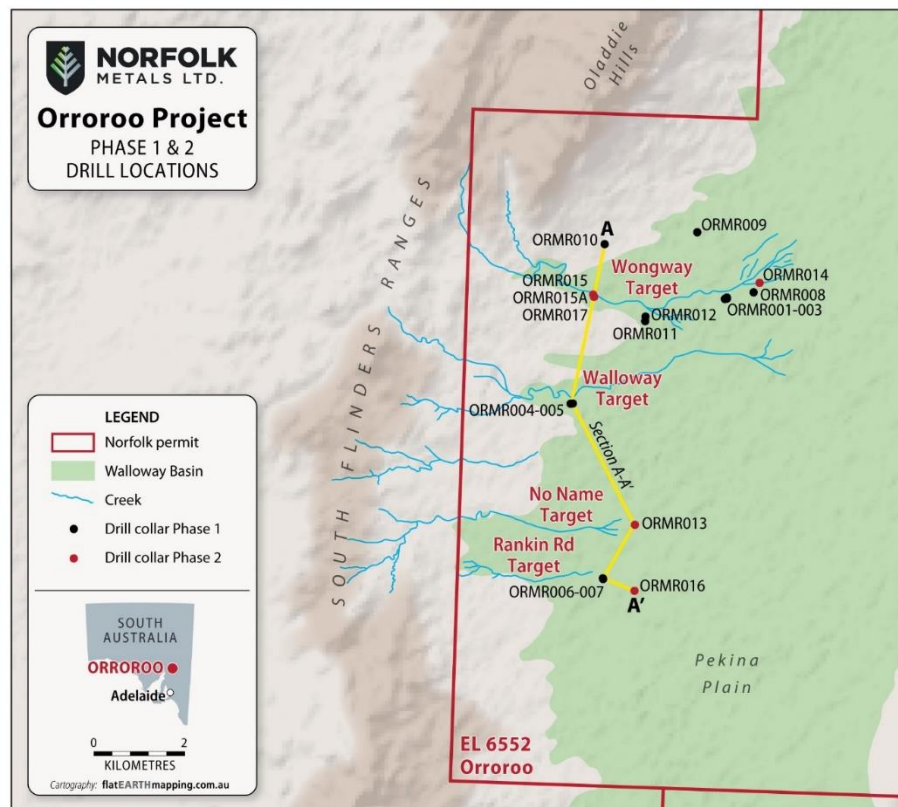 NORFOLK
METALS LTD.
Orroroo Project
PHASE 1 & 2
DRILL LOCATIONS
Oladdie
Hills
SOUTH FLINDERS RANGES
A
ORMR010
ORMR009
Wongway
Target
ORMR015
ORMR015A
ORMR017
ORMR014
ORMR008
ORMR001-003
ORMR012
ORMR011
Walloway
Target
ORMR004-005
Section A-A'
No Name
Target
ORMR013
Rankin Rd
Target
ORMR006-007
ORMR016
A'
Pekina
Plain
EL 6552
Orroroo
LEGEND
Norfolk permit
Walloway Basin
Creek
Drill collar Phase 1
Drill collar Phase 2
SOUTH
AUSTRALIA
ORROROO
Adelaide
0 2
KILOMETRES
Cartography: flatEARTHmapping.com.au